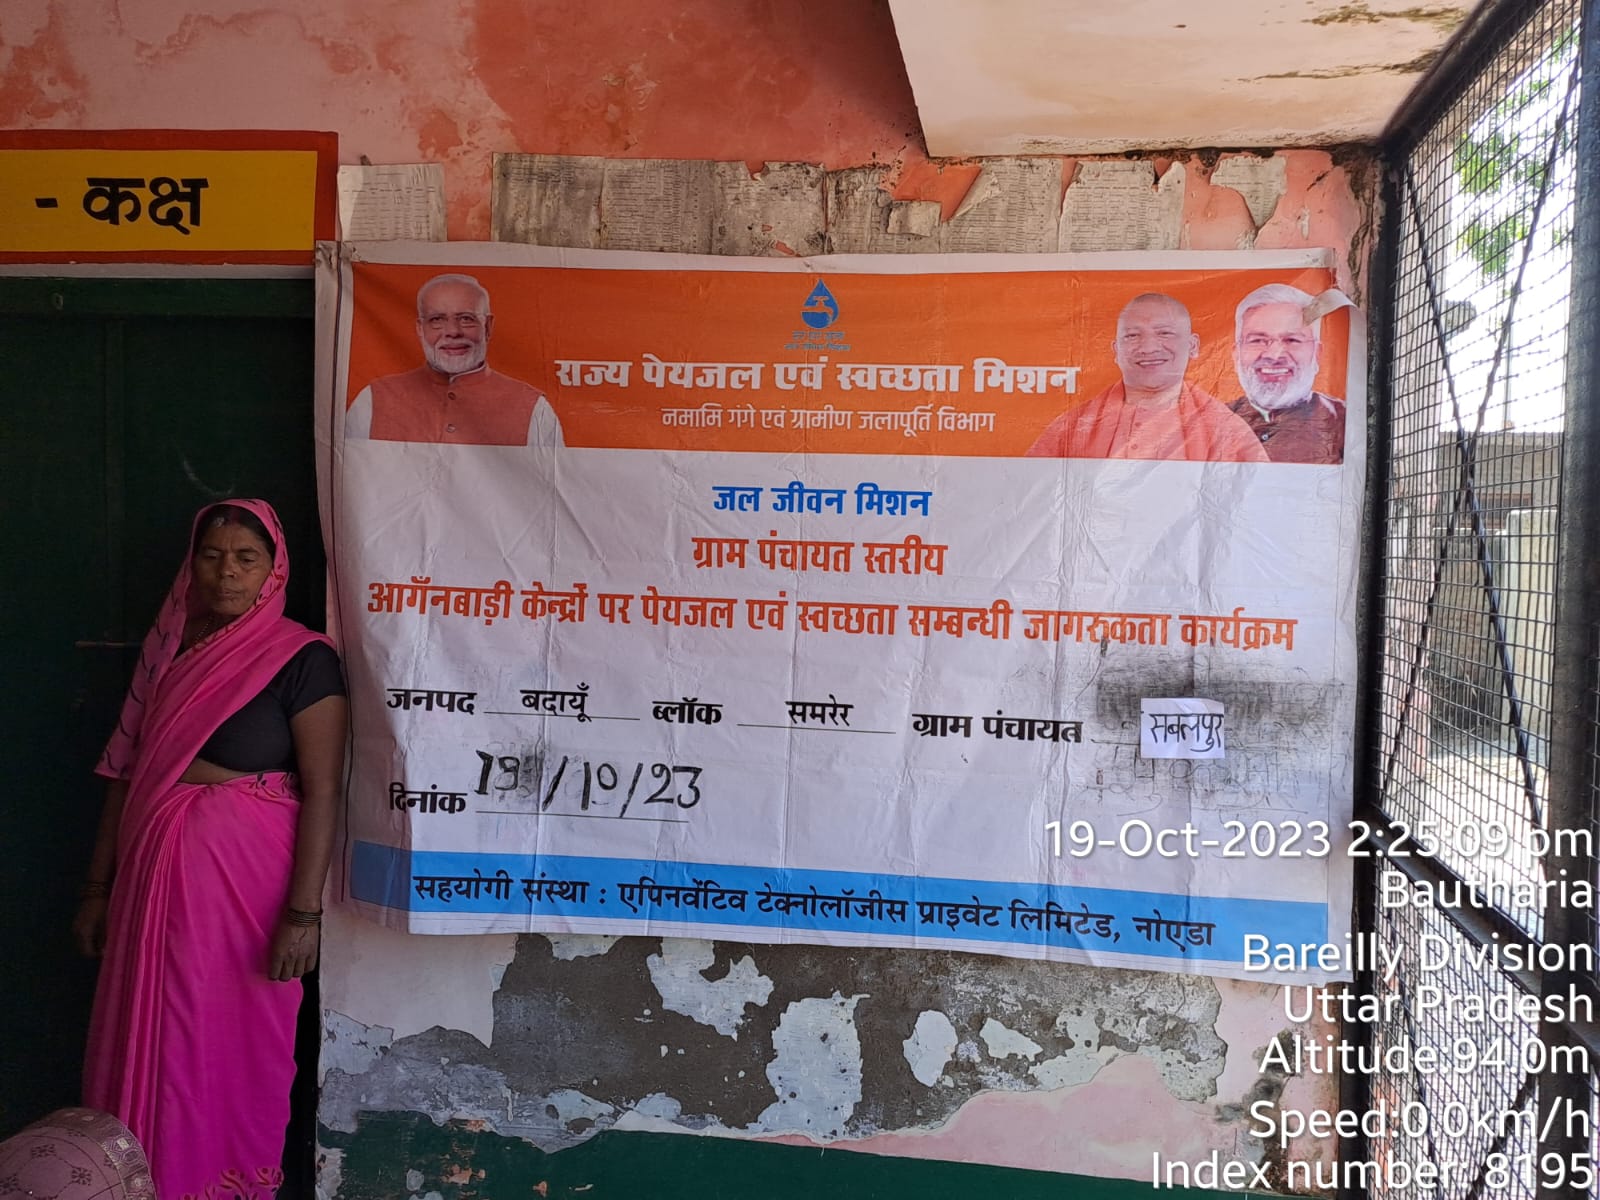 - कक्ष
राज्य पेयजल एवं स्वच्छता मिशन
नमामि गंगे एवं ग्रामीण जलापूर्ति विभाग
जल जीवन मिशन
ग्राम पंचायत स्तरीय
आगँनबाड़ी केन्द्रों पर पेयजल एवं स्वच्छता सम्बन्धी जागरुकता कार्यक्रम
जनपद बदायूँ ब्लॉक समरेर ग्राम पंचायत सबलपुर
दिनांक 19/10/23
सहयोगी संस्था : एपिनवेंटिव टेक्नोलॉजीस प्राइवेट लिमिटेड, नोएडा
19-Oct-2023 2:25:09 pm
Bautharia
Bareilly Division
Uttar Pradesh
Altitude:94.0m
Speed:0.0km/h
Index number: 8195